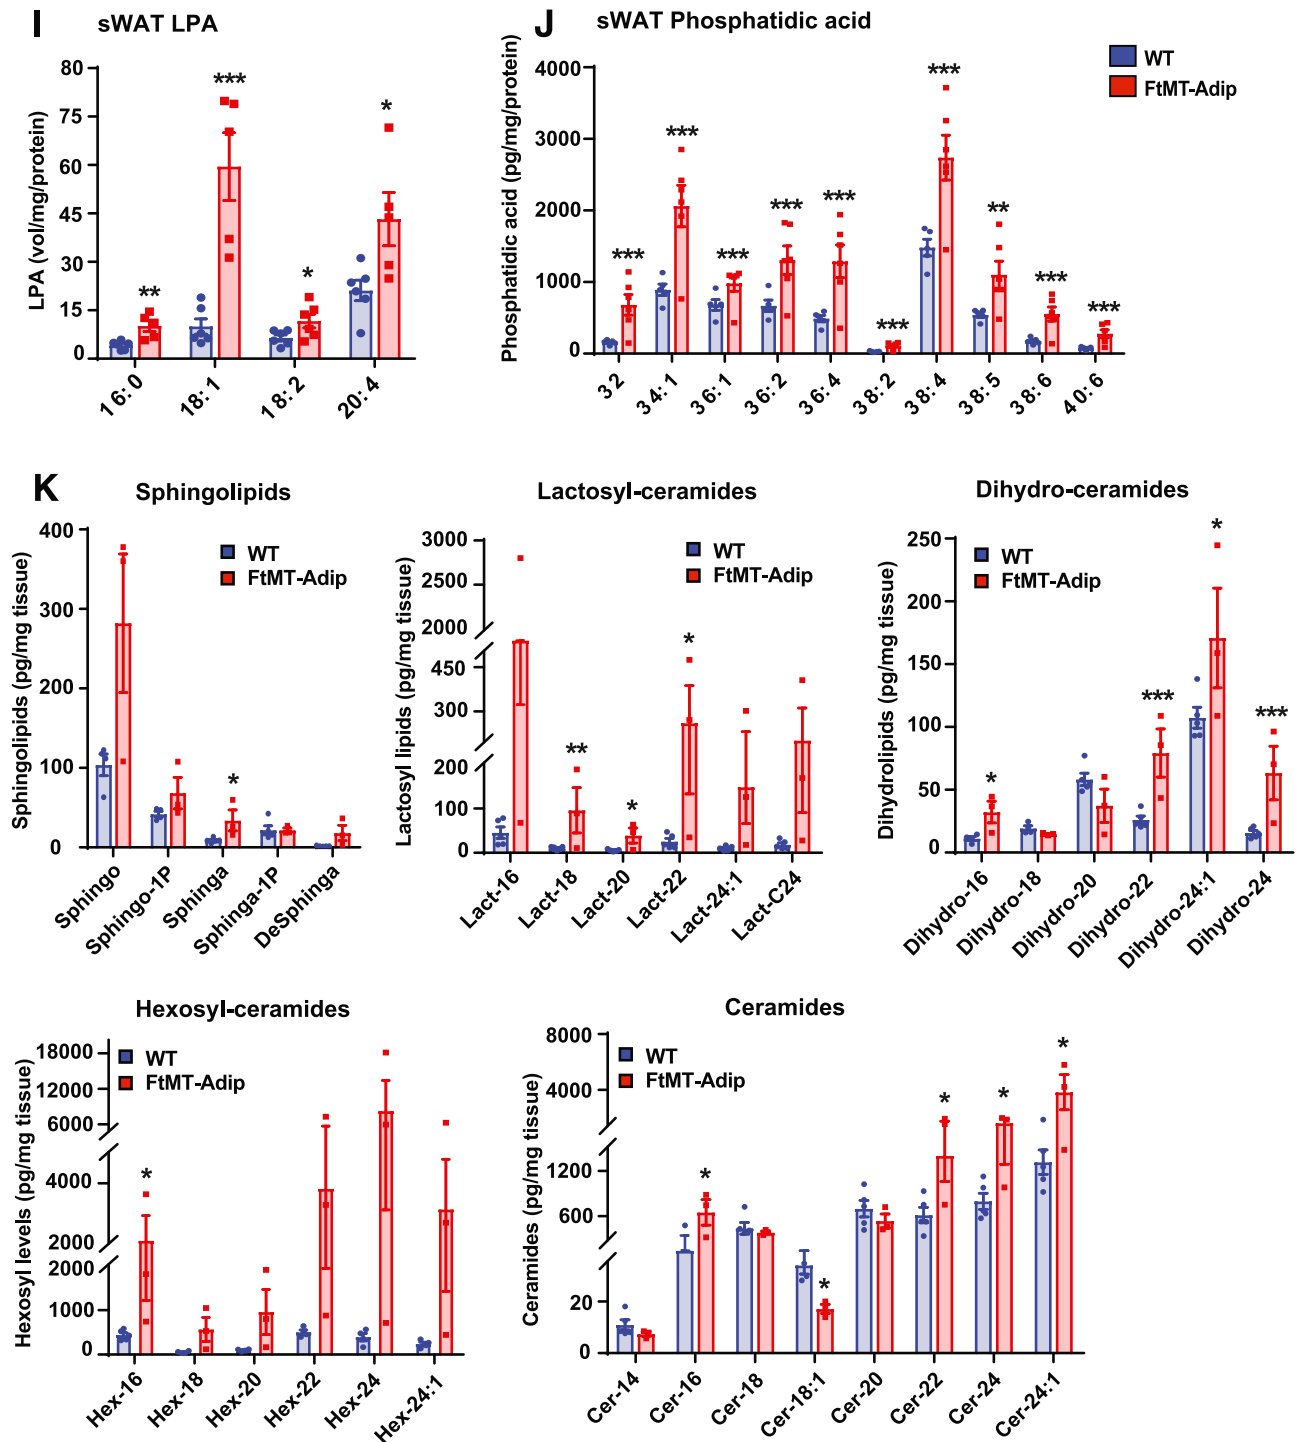 I sWAT LPA
LPA (vol/mg/protein)
80
75
60
45
30
15
0
***
**
*
*
16:0 18:1 18:2 20:4
J sWAT Phosphatidic acid
WT
FtMT-Adip
Phosphatidic acid (pg/mg/protein)
4000
3000
2000
1000
0
*** *** *** *** *** *** *** ** *** ***
32 34:1 36:1 36:2 36:4 38:2 38:4 38:5 38:6 40:6
K Sphingolipids
WT
FtMT-Adip
Sphingolipids (pg/mg tissue)
400
300
200
100
0
*
Sphingo Sphingo-1P Sphinga Sphinga-1P DeSphinga
Lactosyl-ceramides
WT
FtMT-Adip
Lactosyl lipids (pg/mg tissue)
3000
2500
2000
450
300
200
100
0
** * *
Lact-16 Lact-18 Lact-20 Lact-22 Lact-24:1 Lact-C24
Dihydro-ceramides
WT
FtMT-Adip
Dihydrolipids (pg/mg tissue)
250
200
150
100
50
0
* *** * ***
Dihydro-16 Dihydro-18 Dihydro-20 Dihydro-22 Dihydro-24:1 Dihydro-24
Hexosyl-ceramides
WT
FtMT-Adip
Hexosyl levels (pg/mg tissue)
18000
12000
6000
4000
2000
2000
1000
0
*
Hex-16 Hex-18 Hex-20 Hex-22 Hex-24 Hex-24:1
Ceramides
WT
FtMT-Adip
Ceramides (pg/mg tissue)
8000
4000
1200
600
20
0
* * * * *
Cer-14 Cer-16 Cer-18 Cer-18:1 Cer-20 Cer-22 Cer-24 Cer-24:1